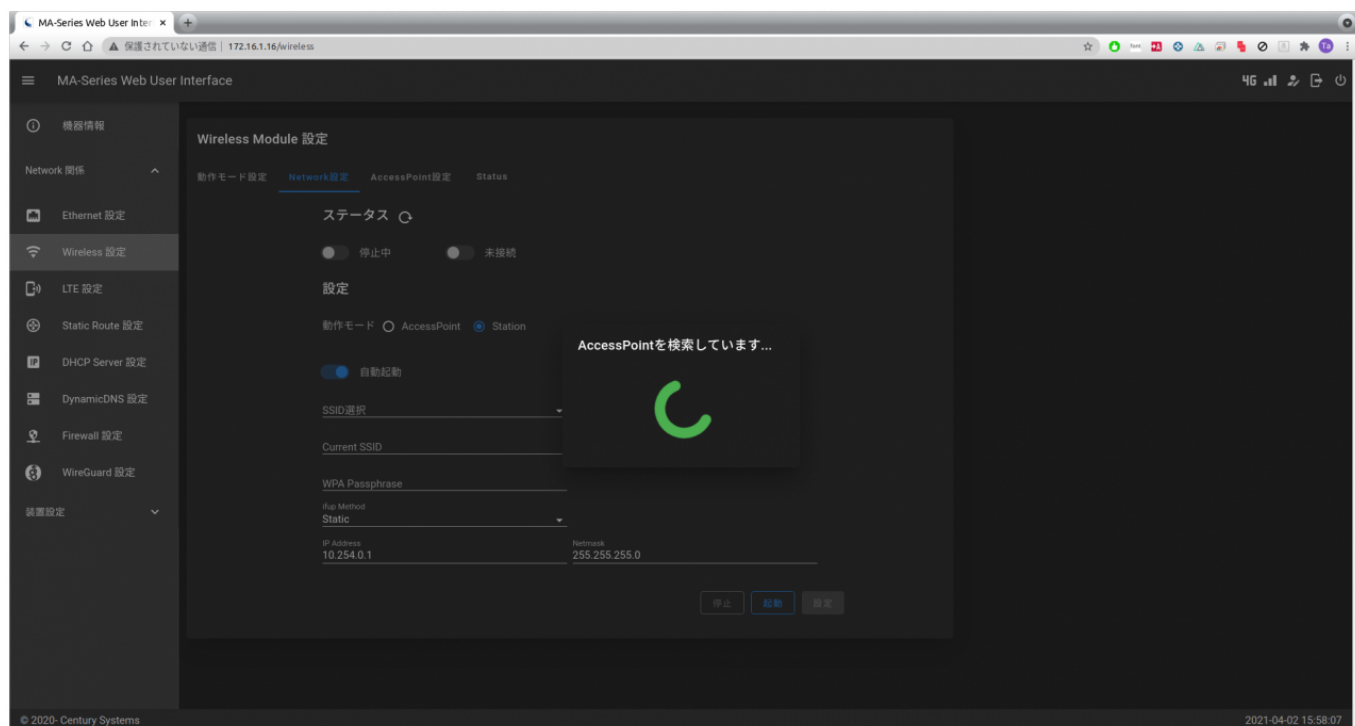 MA-Series Web User Inter
保護されていない通信 | 172.16.1.16/wireless
MA-Series Web User Interface
4G
機器情報
Network 関係
Ethernet 設定
Wireless 設定
LTE 設定
Static Route 設定
IP DHCP Server 設定
DynamicDNS 設定
Firewall 設定
WireGuard 設定
装置設定
Wireless Module 設定
動作モード設定 Network設定 AccessPoint設定 Status
ステータス
停止中 未接続
設定
動作モード AccessPoint Station
自動起動
SSID選択
Current SSID
WPA Passphrase
ifup Method
Static
IP Address Netmask
10.254.0.1 255.255.255.0
停止 起動 設定
AccessPointを検索しています...
© 2020- Century Systems 2021-04-02 15:58:07